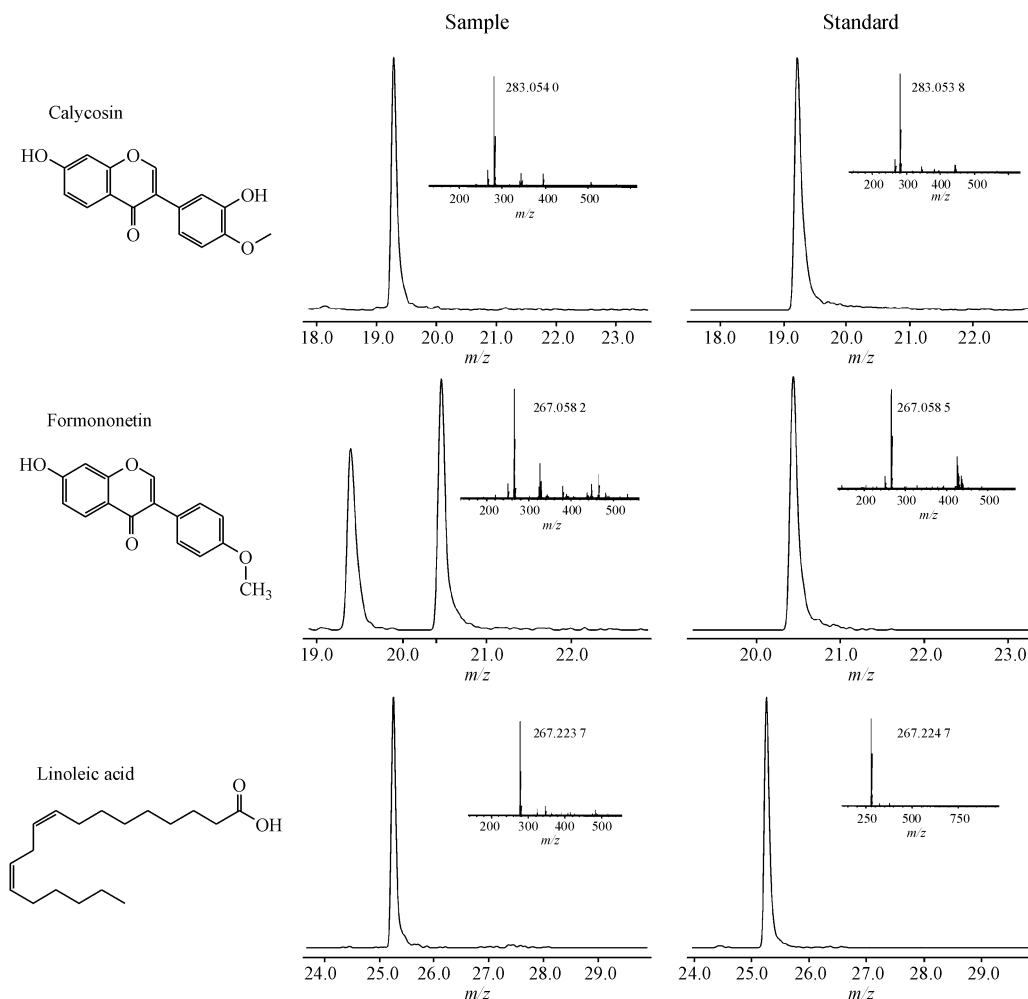 Sample
Standard
Calycosin
HO
O
O
OH
O
283.054 0
200 300 400 500
m/z
18.0 19.0 20.0 21.0 22.0 23.0
m/z
283.053 8
200 300 400 500
m/z
18.0 19.0 20.0 21.0 22.0
m/z
Formononetin
HO
O
O
O
CH3
267.058 2
200 300 400 500
m/z
19.0 20.0 21.0 22.0
m/z
267.058 5
200 300 400 500
m/z
20.0 21.0 22.0 23.0
m/z
Linoleic acid
O
OH
267.223 7
200 300 400 500
m/z
24.0 25.0 26.0 27.0 28.0 29.0
m/z
267.224 7
250 500 750
m/z
24.0 25.0 26.0 27.0 28.0 29.0
m/z